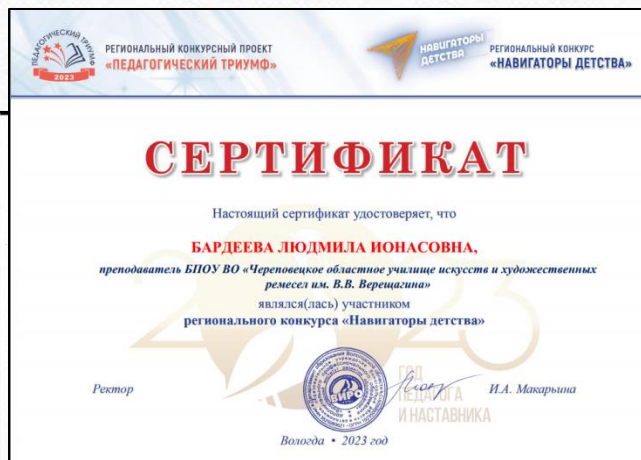 ПЕДАГОГИЧЕСКИЙ ТРИУМФ
2023
РЕГИОНАЛЬНЫЙ КОНКУРСНЫЙ ПРОЕКТ
«ПЕДАГОГИЧЕСКИЙ ТРИУМФ»
НАВИГАТОРЫ
ДЕТСТВА
РЕГИОНАЛЬНЫЙ КОНКУРС
«НАВИГАТОРЫ ДЕТСТВА»
СЕРТИФИКАТ
Настоящий сертификат удостоверяет, что
БАРДЕЕВА ЛЮДМИЛА ИОНАСОВНА,
преподаватель БПОУ ВО «Череповецкое областное училище искусств и художественных
ремесел им. В.В. Верещагина»
являлся(лась) участником
регионального конкурса «Навигаторы детства»
2023
ГОД
ПЕДАГОГА
И НАСТАВНИКА
Ректор
ВИРО
И.А. Макарьина
Вологда • 2023 год